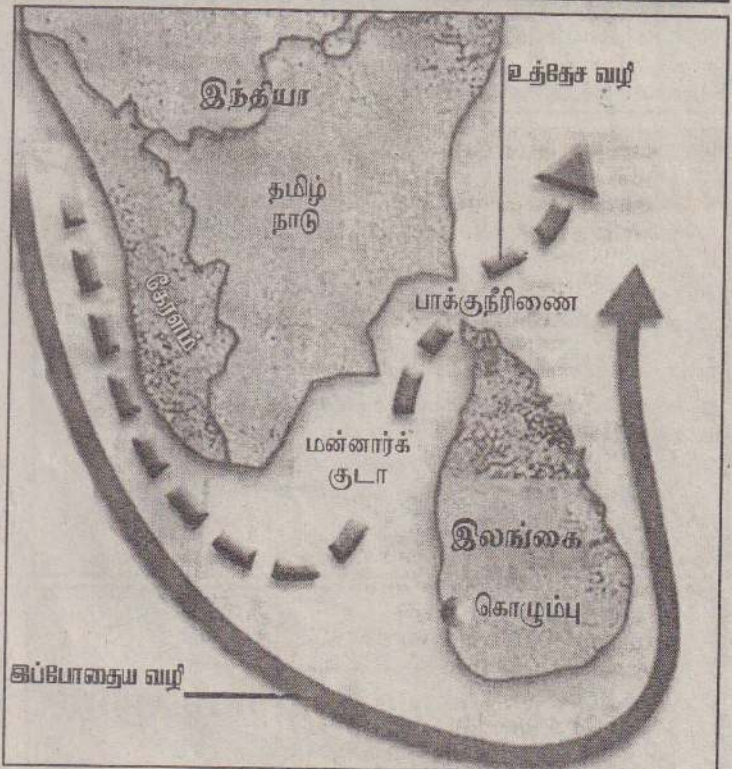 இந்தியா
உத்தேச வழி
தமிழ்
நாடு
கேரளம்
பாக்குநீரிணை
மன்னார்க்
குடா
இலங்கை
கொழும்பு
இப்போதைய வழி